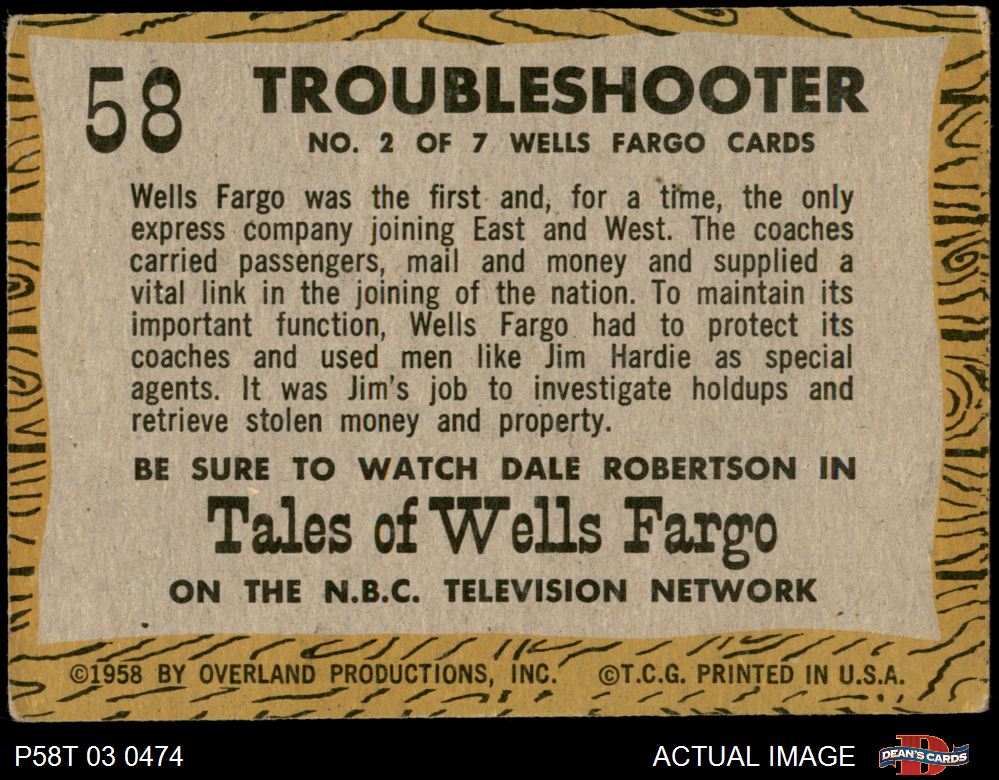 58 TROUBLESHOOTER
NO. 2 OF 7 WELLS FARGO CARDS
Wells Fargo was the first and, for a time, the only
express company joining East and West. The coaches
carried passengers, mail and money and supplied a
vital link in the joining of the nation. To maintain its
important function, Wells Fargo had to protect its
coaches and used men like Jim Hardie as special
agents. It was Jim's job to investigate holdups and
retrieve stolen money and property.
BE SURE TO WATCH DALE ROBERTSON IN
Tales of Wells Fargo
ON THE N.B.C. TELEVISION NETWORK
©1958 BY OVERLAND PRODUCTIONS, INC. ©T.C.G. PRINTED IN U.S.A.
P58T 03 0474 ACTUAL IMAGE DEAN'S CARDS